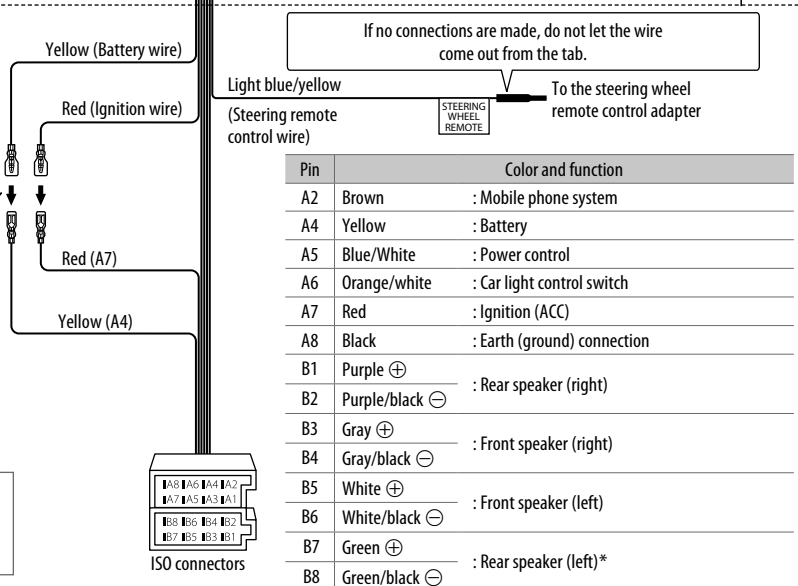 If no connections are made, do not let the wire
come out from the tab.
Yellow (Battery wire)
Light blue/yellow
To the steering wheel
remote control adapter
STEERING
WHEEL
REMOTE
Red (Ignition wire)
(Steering remote
control wire)
Red (A7)
Yellow (A4)
Pin Color and function
A2 Brown : Mobile phone system
A4 Yellow : Battery
A5 Blue/White : Power control
A6 Orange/white : Car light control switch
A7 Red : Ignition (ACC)
A8 Black : Earth (ground) connection
B1 Purple ⊕
: Rear speaker (right)
B2 Purple/black ⊖
B3 Gray ⊕
: Front speaker (right)
B4 Gray/black ⊖
B5 White ⊕
: Front speaker (left)
B6 White/black ⊖
B7 Green ⊕
: Rear speaker (left)*
B8 Green/black ⊖
A8 A6 A4 A2
A7 A5 A3 A1
B8 B6 B4 B2
B7 B5 B3 B1
ISO connectors